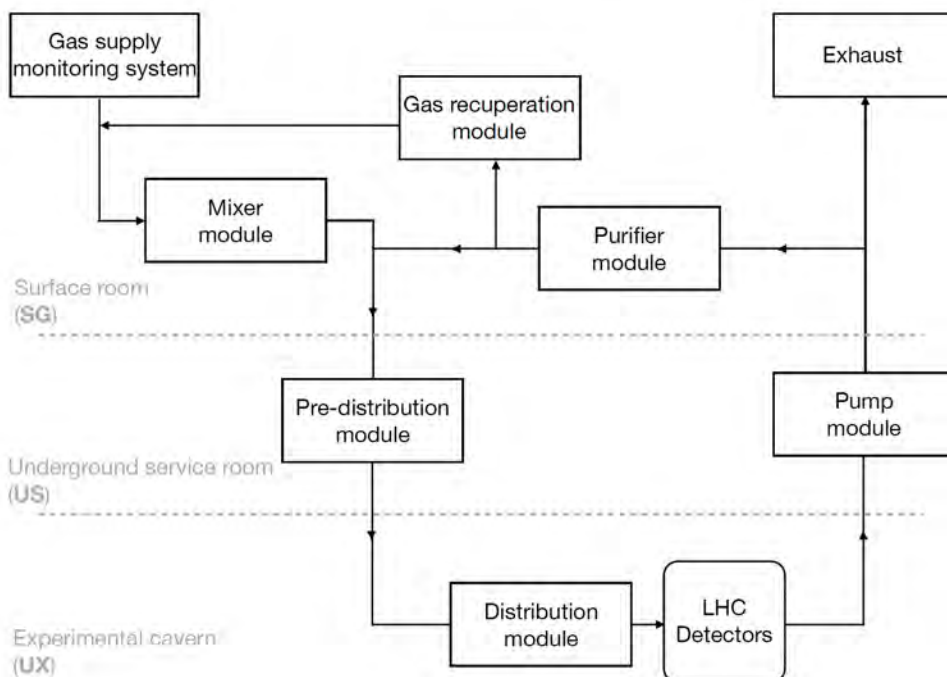 Gas supply
monitoring system
Exhaust
Gas recuperation
module
Mixer
module
Purifier
module
Surface room
(SG)
Pre-distribution
module
Pump
module
Underground service room
(US)
Distribution
module
LHC
Detectors
Experimental cavern
(UX)